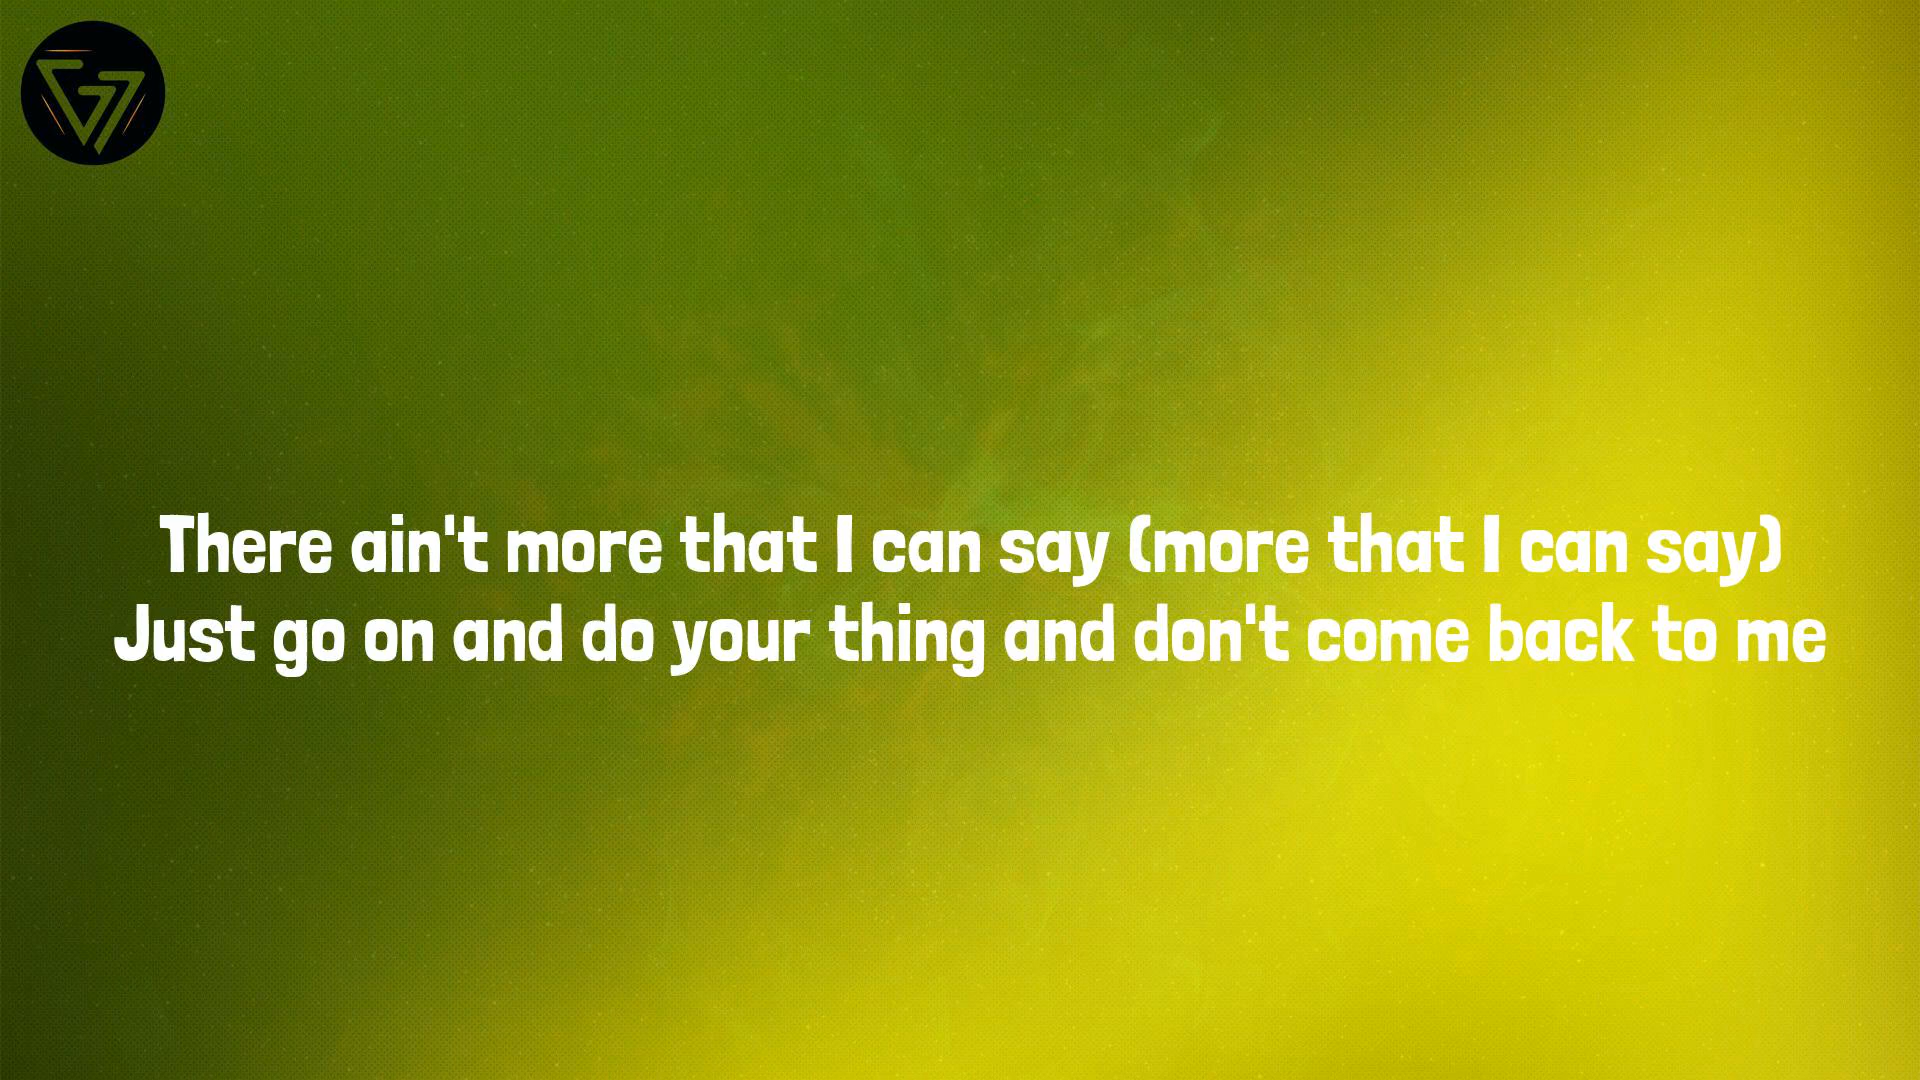 There ain't more that I can say (more that I can say)
Just go on and do your thing and don't come back to me